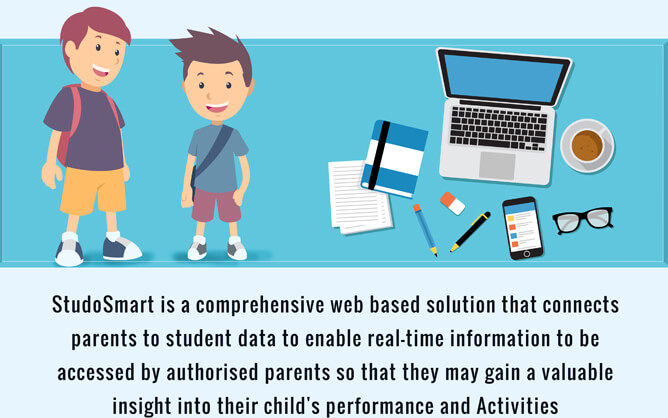 StudoSmart is a comprehensive web based solution that connects
parents to student data to enable real-time information to be
accessed by authorised parents so that they may gain a valuable
insight into their child's performance and Activities